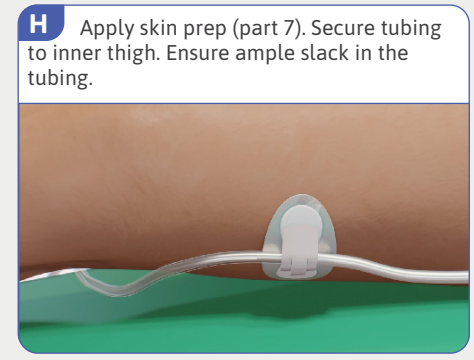 H Apply skin prep (part 7). Secure tubing
to inner thigh. Ensure ample slack in the
tubing.